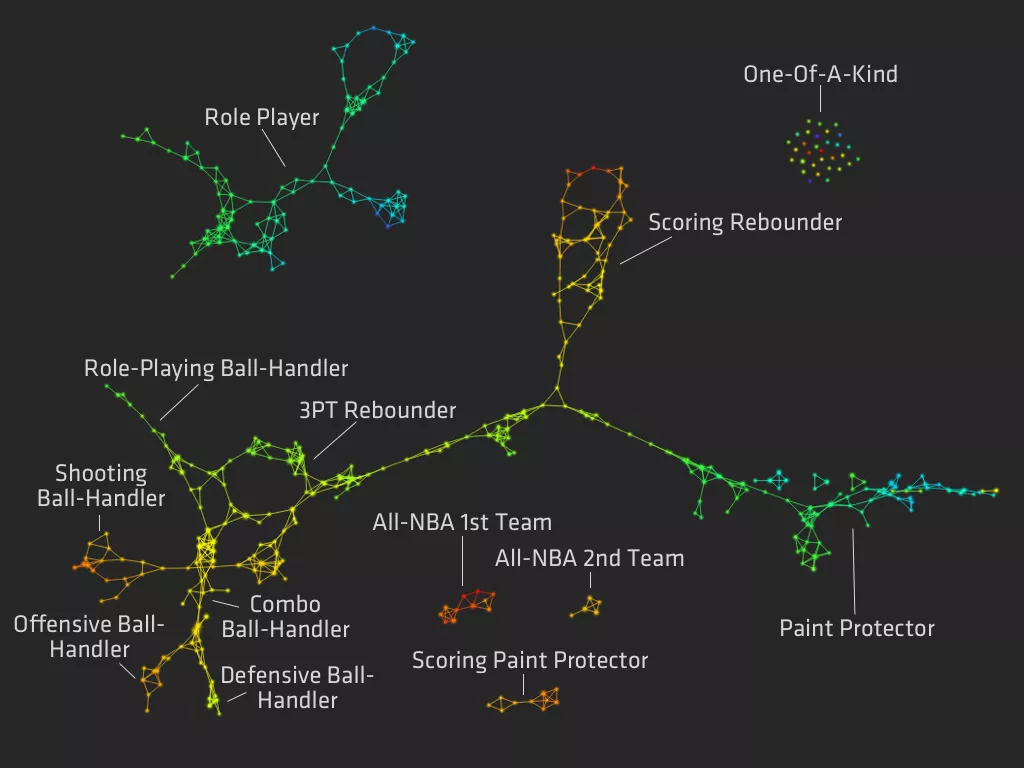 One-Of-A-Kind
Role Player
Scoring Rebounder
Role-Playing Ball-Handler
3PT Rebounder
Shooting
Ball-Handler
All-NBA 1st Team
All-NBA 2nd Team
Combo
Ball-Handler
Offensive Ball-
Handler
Paint Protector
Scoring Paint Protector
Defensive Ball-
Handler